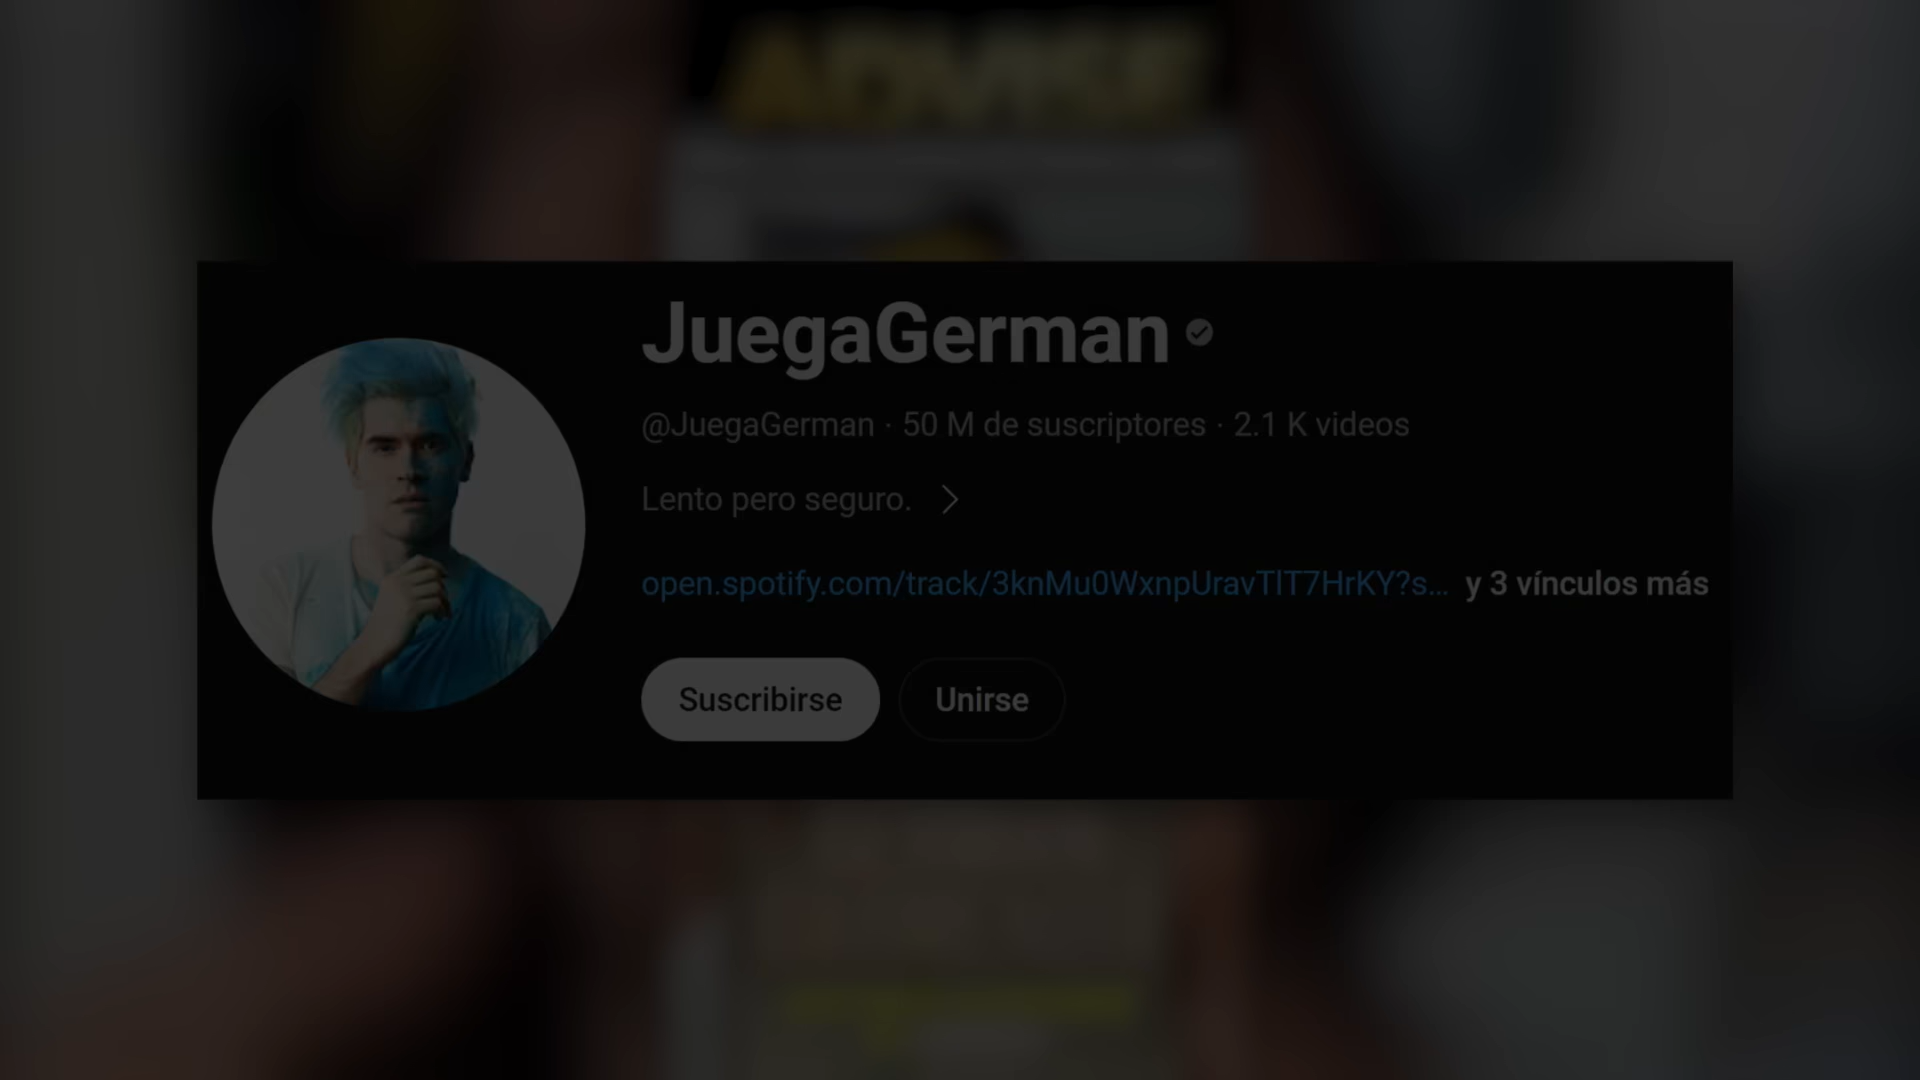 ADVISE
JuegaGerman
@JuegaGerman · 50 M de suscriptores · 2.1 K videos
Lento pero seguro.
open.spotify.com/track/3knMu0WxnpUravTlT7HrKY?s... y 3 vínculos más
Suscribirse Unirse